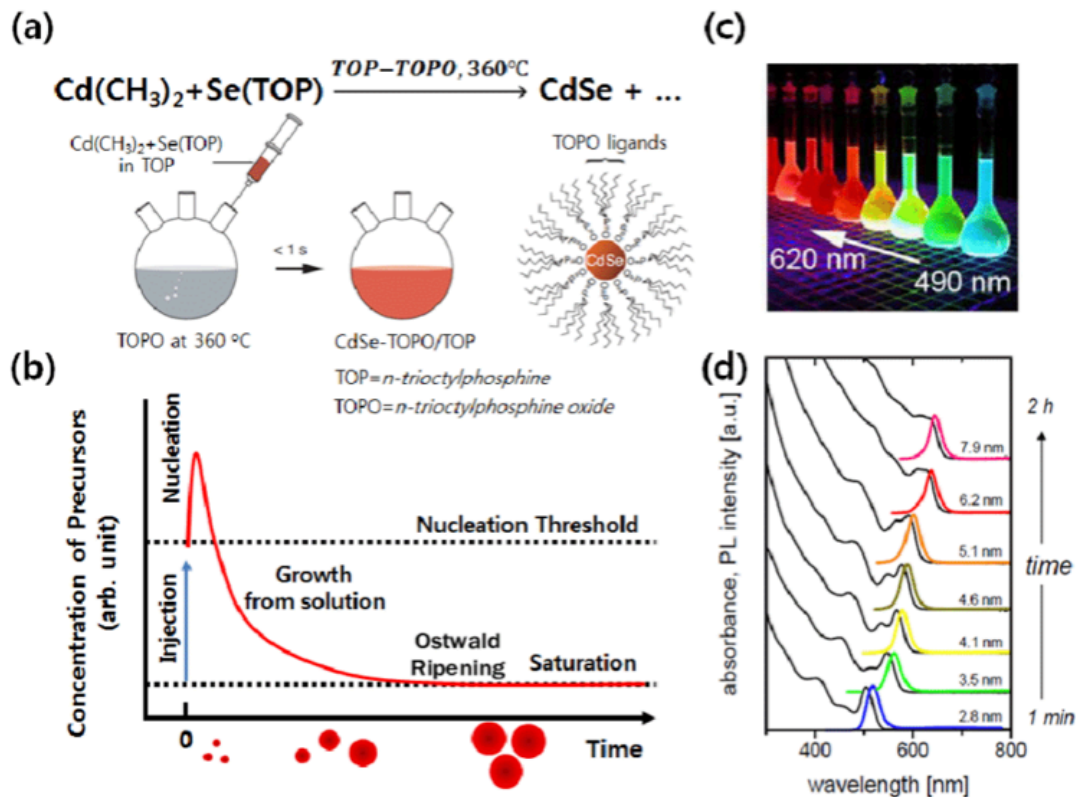 (a)
Cd(CH₃)₂+Se(TOP) TOP-TOPO, 360°C CdSe + ...
Cd(CH₃)₂+Se(TOP)
in TOP
< 1 s
TOPO at 360 °C
CdSe-TOPO/TOP
TOP=n-trioctylphosphine
TOPO=n-trioctylphosphine oxide
TOPO ligands
CdSe
(b)
Concentration of Precursors
(arb. unit)
Nucleation
Injection
Nucleation Threshold
Growth
from solution
Ostwald
Ripening
Saturation
0
Time
(c)
620 nm
490 nm
(d)
absorbance, PL intensity [a.u.]
7.9 nm
6.2 nm
5.1 nm
4.6 nm
4.1 nm
3.5 nm
2.8 nm
2 h
time
1 min
400
600
800
wavelength [nm]